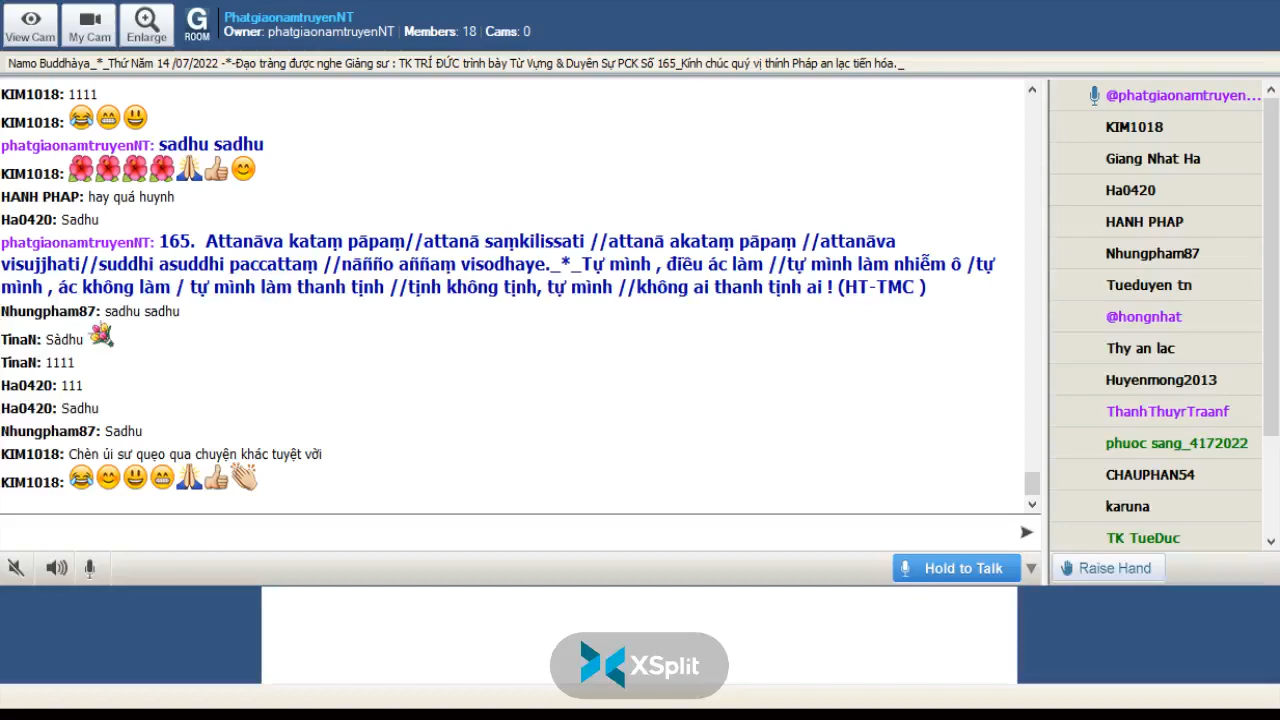 View Cam
My Cam
Enlarge
G
ROOM
PhatgiaonamtruyenNT
Owner: phatgiaonamtruyenNT | Members: 18 | Cams: 0
Namo Buddhàya_*_Thứ Năm 14 /07/2022 -*-Đạo tràng được nghe Giảng sư : TK TRÍ ĐỨC trình bày Từ Vựng & Duyên Sự PCK Số 165_Kính chúc quý vị thính Pháp an lạc tiến hóa._
KIM1018: 1111
KIM1018: 😂😁😃
phatgiaonamtruyenNT: sadhu sadhu
KIM1018: 🌺🌺🌺🌺🙏👍😊
HANH PHAP: hay quá huynh
Ha0420: Sadhu
phatgiaonamtruyenNT: 165. Attanāva kataṃ pāpaṃ//attanā saṃkilissati //attanā akataṃ pāpaṃ //attanāva
visujjhati//suddhi asuddhi paccattaṃ //nāñño aññaṃ visodhaye._*_Tự mình , điều ác làm //tự mình làm nhiễm ô /tự
mình , ác không làm / tự mình làm thanh tịnh //tịnh không tịnh, tự mình //không ai thanh tịnh ai ! (HT-TMC )
Nhungpham87: sadhu sadhu
TinaN: Sàdhu 💐
TinaN: 1111
Ha0420: 111
Ha0420: Sadhu
Nhungpham87: Sadhu
KIM1018: Chèn ủi sư quẹo qua chuyện khác tuyệt vời
KIM1018: 😂😊😃😁🙏👍👏
@phatgiaonamtruyen...
KIM1018
Giang Nhat Ha
Ha0420
HANH PHAP
Nhungpham87
Tueduyen tn
@hongnhat
Thy an lac
Huyenmong2013
ThanhThuyrTraanf
phuoc sang_4172022
CHAUPHAN54
karuna
TK TueDuc
Hold to Talk
Raise Hand
XSplit